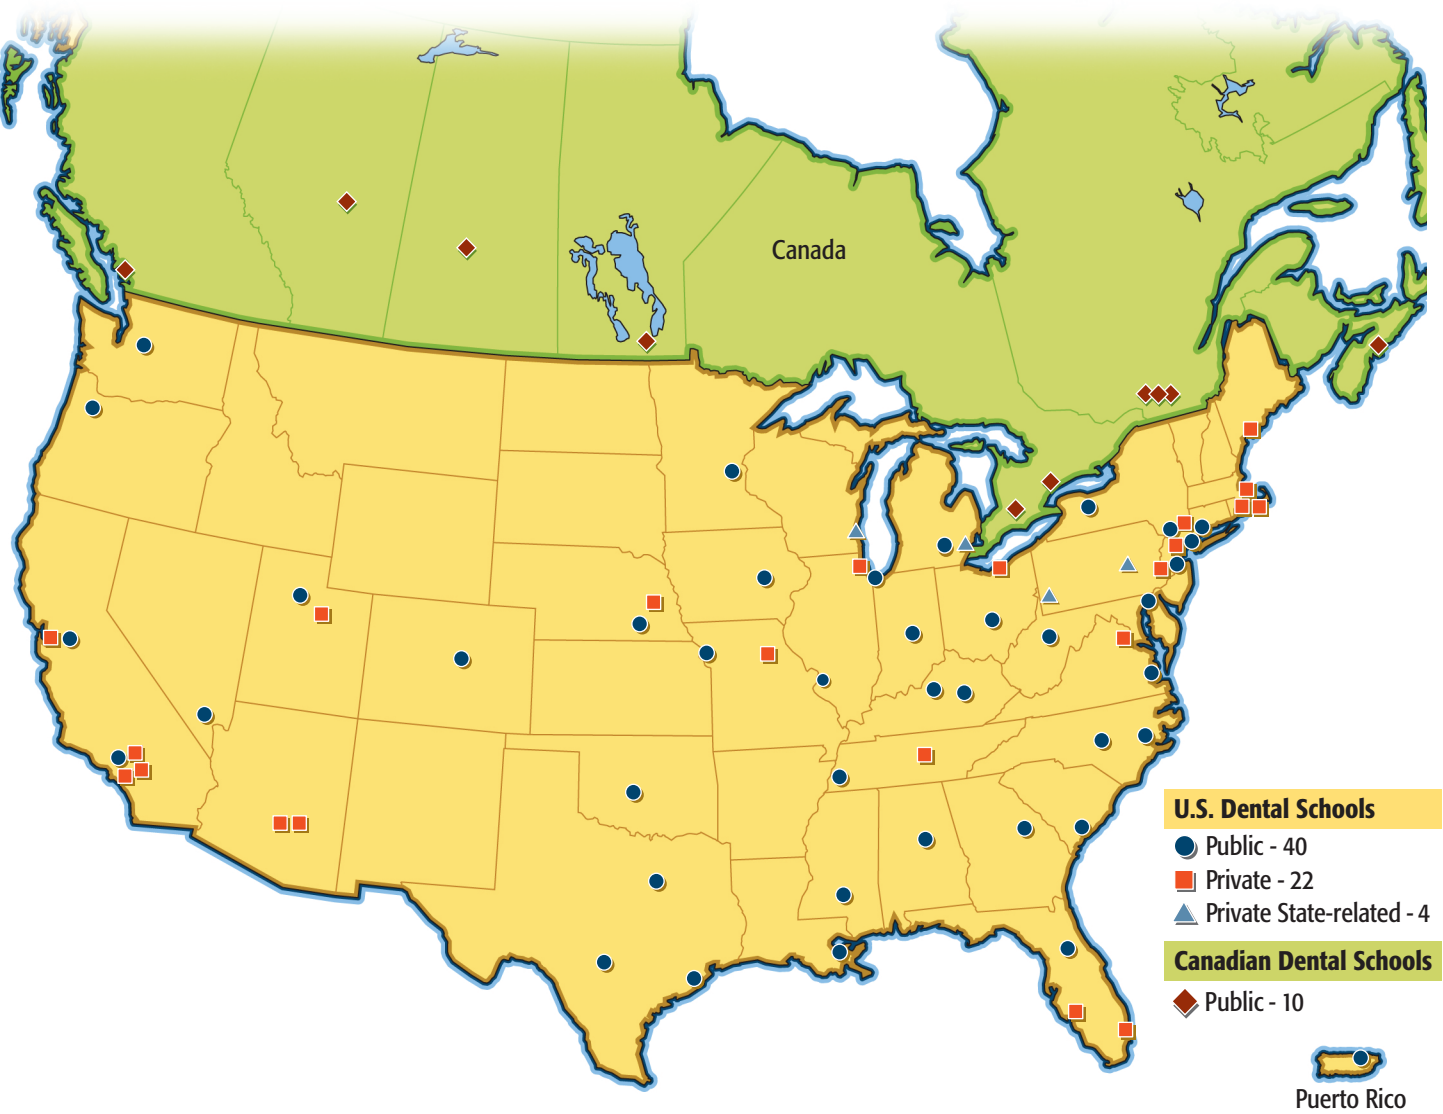 Canada
U.S. Dental Schools
Public - 40
Private - 22
Private State-related - 4
Canadian Dental Schools
Public - 10
Puerto Rico